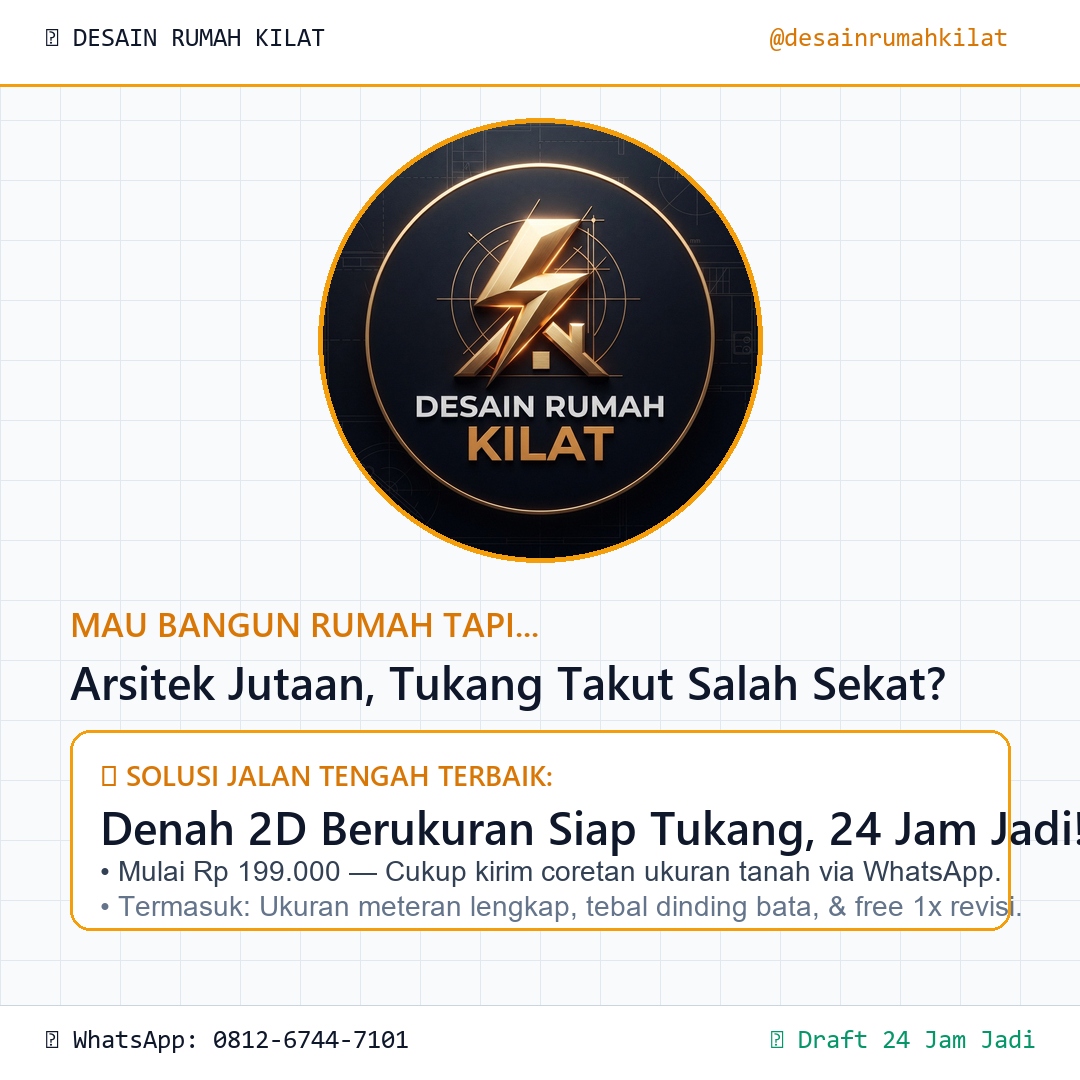 DESAIN RUMAH KILAT
@desainrumahkilat
DESAIN RUMAH
KILAT
MAU BANGUN RUMAH TAPI...
Arsitek Jutaan, Tukang Takut Salah Sekat?
SOLUSI JALAN TENGAH TERBAIK:
Denah 2D Berukuran Siap Tukang, 24 Jam Jadi!
• Mulai Rp 199.000 — Cukup kirim coretan ukuran tanah via WhatsApp.
• Termasuk: Ukuran meteran lengkap, tebal dinding bata, & free 1x revisi.
WhatsApp: 0812-6744-7101
Draft 24 Jam Jadi